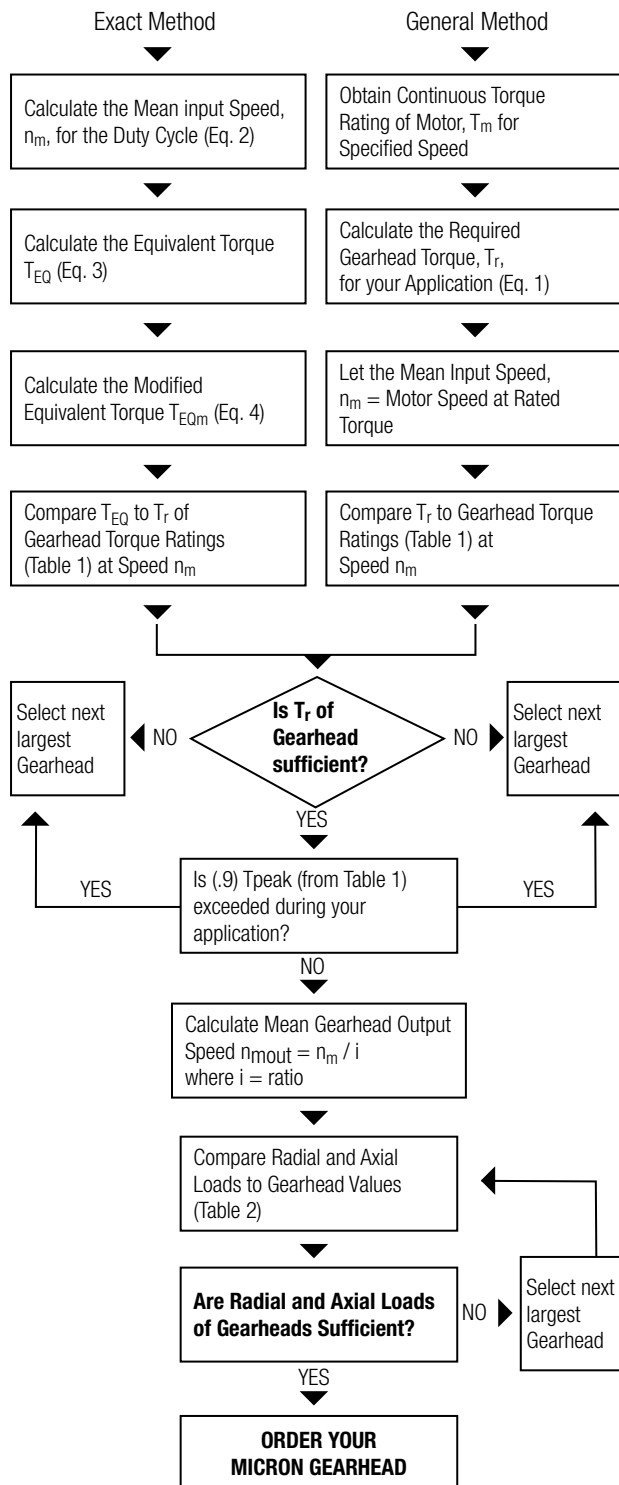 Exact Method
General Method
Calculate the Mean input Speed,
nm, for the Duty Cycle (Eq. 2)
Obtain Continuous Torque
Rating of Motor, Tm for
Specified Speed
Calculate the Equivalent Torque
TEQ (Eq. 3)
Calculate the Required
Gearhead Torque, Tr,
for your Application (Eq. 1)
Calculate the Modified
Equivalent Torque TEQm (Eq. 4)
Let the Mean Input Speed,
nm = Motor Speed at Rated
Torque
Compare TEQ to Tr of
Gearhead Torque Ratings
(Table 1) at Speed nm
Compare Tr to Gearhead Torque
Ratings (Table 1) at
Speed nm
Select next
largest
Gearhead
NO
Is Tr of
Gearhead
sufficient?
NO
Select next
largest
Gearhead
YES
YES
Is (.9) Tpeak (from Table 1)
exceeded during your
application?
YES
NO
Calculate Mean Gearhead Output
Speed nmout = nm / i
where i = ratio
Compare Radial and Axial
Loads to Gearhead Values
(Table 2)
Are Radial and Axial Loads
of Gearheads Sufficient?
NO
Select next
largest
Gearhead
YES
ORDER YOUR
MICRON GEARHEAD